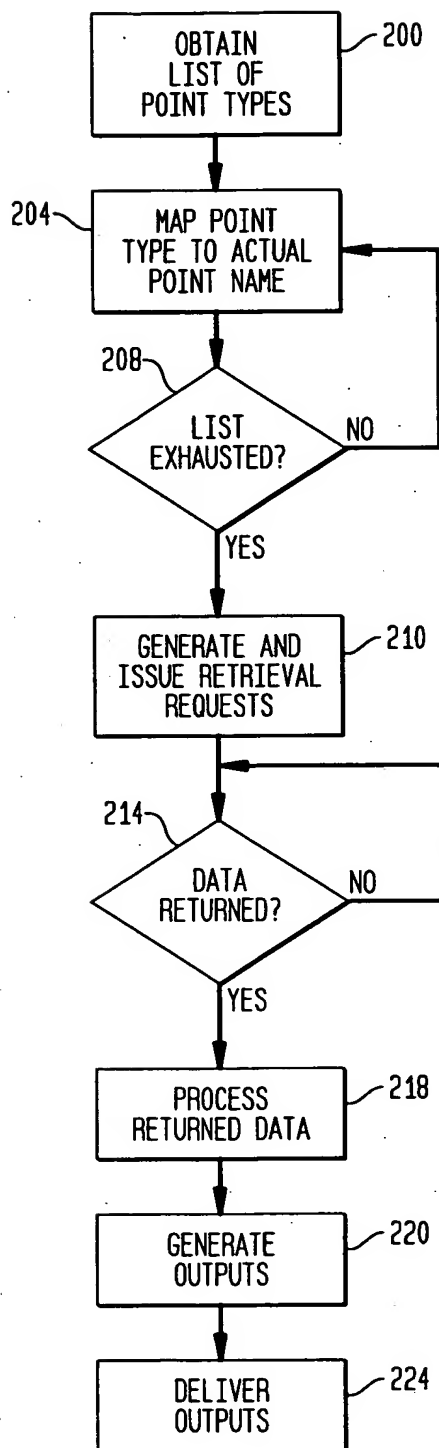 OBTAIN
LIST OF
POINT TYPES
200
204
MAP POINT
TYPE TO ACTUAL
POINT NAME
208
LIST
EXHAUSTED?
NO
YES
GENERATE AND
ISSUE RETRIEVAL
REQUESTS
210
214
DATA
RETURNED?
NO
YES
PROCESS
RETURNED DATA
218
GENERATE
OUTPUTS
220
DELIVER
OUTPUTS
224